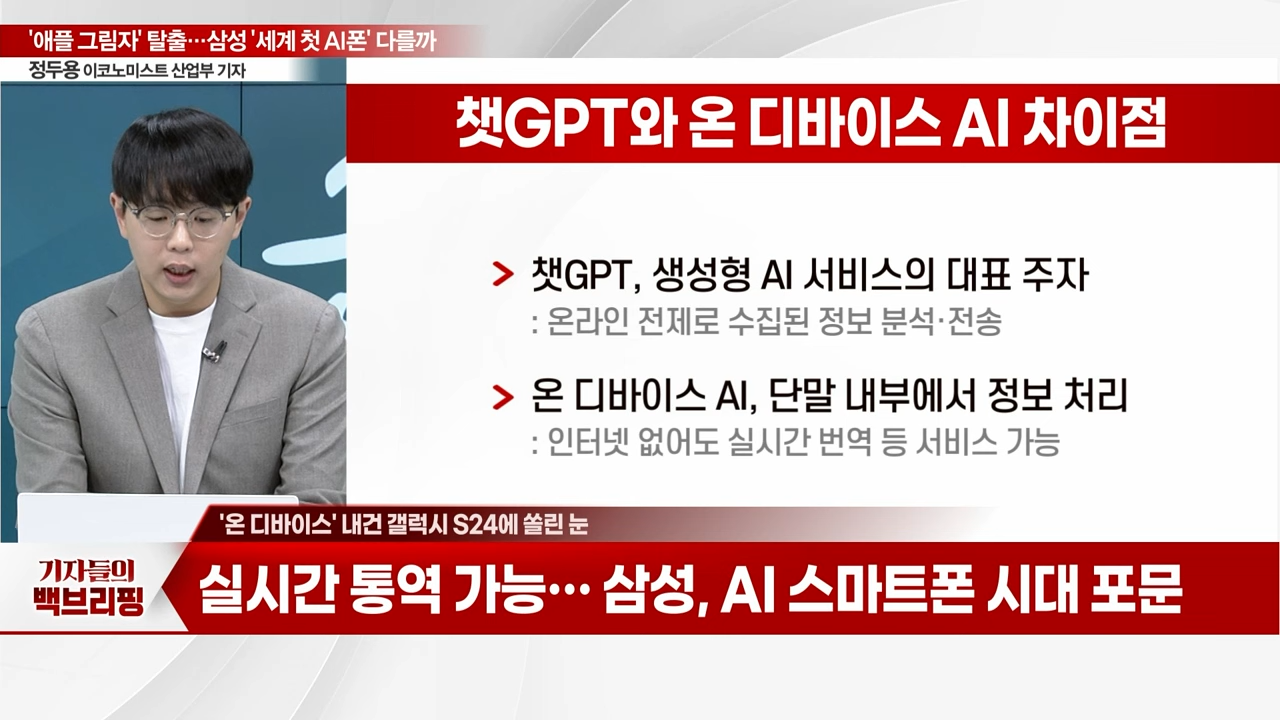 '애플 그림자' 탈출…삼성 '세계 첫 AI폰' 다를까
정두용 이코노미스트 산업부 기자
챗GPT와 온 디바이스 AI 차이점
챗GPT, 생성형 AI 서비스의 대표 주자
: 온라인 전제로 수집된 정보 분석·전송
온 디바이스 AI, 단말 내부에서 정보 처리
: 인터넷 없어도 실시간 번역 등 서비스 가능
'온 디바이스' 내건 갤럭시 S24에 쏠린 눈
기자들의
백브리핑
실시간 통역 가능… 삼성, AI 스마트폰 시대 포문